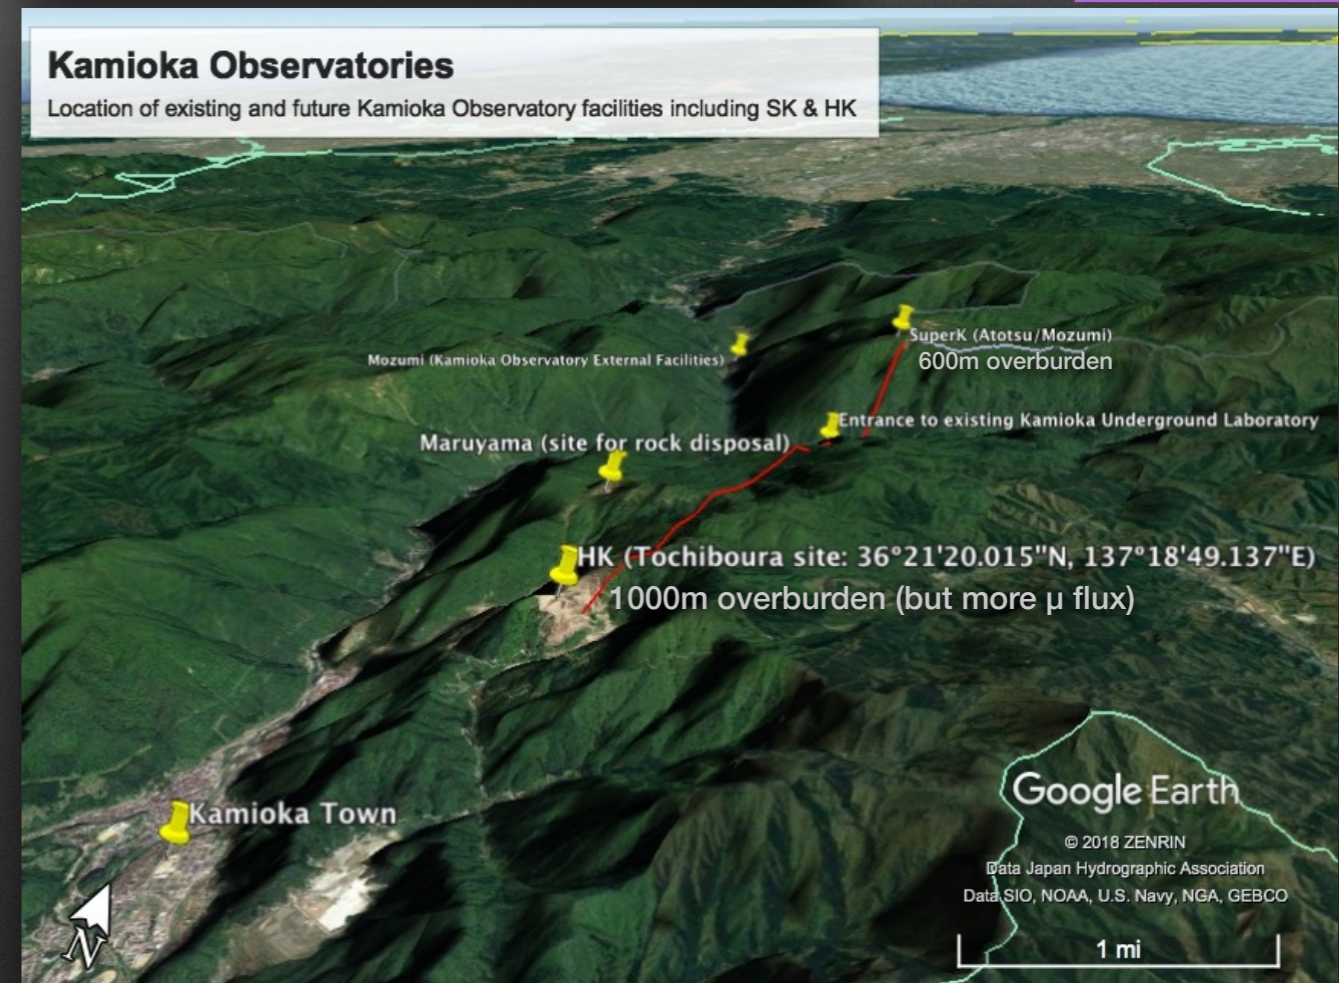 Kamioka Observatories
Location of existing and future Kamioka Observatory facilities including SK & HK
SuperK (Atotsu/Mozumi)
600m overburden
Mozumi (Kamioka Observatory External Facilities)
Entrance to existing Kamioka Underground Laboratory
Maruyama (site for rock disposal)
HK (Tochiboura site: 36°21'20.015"N, 137°18'49.137"E)
1000m overburden (but more μ flux)
Kamioka Town
Google Earth
© 2018 ZENRIN
Data Japan Hydrographic Association
Data SIO, NOAA, U.S. Navy, NGA, GEBCO
N
1 mi